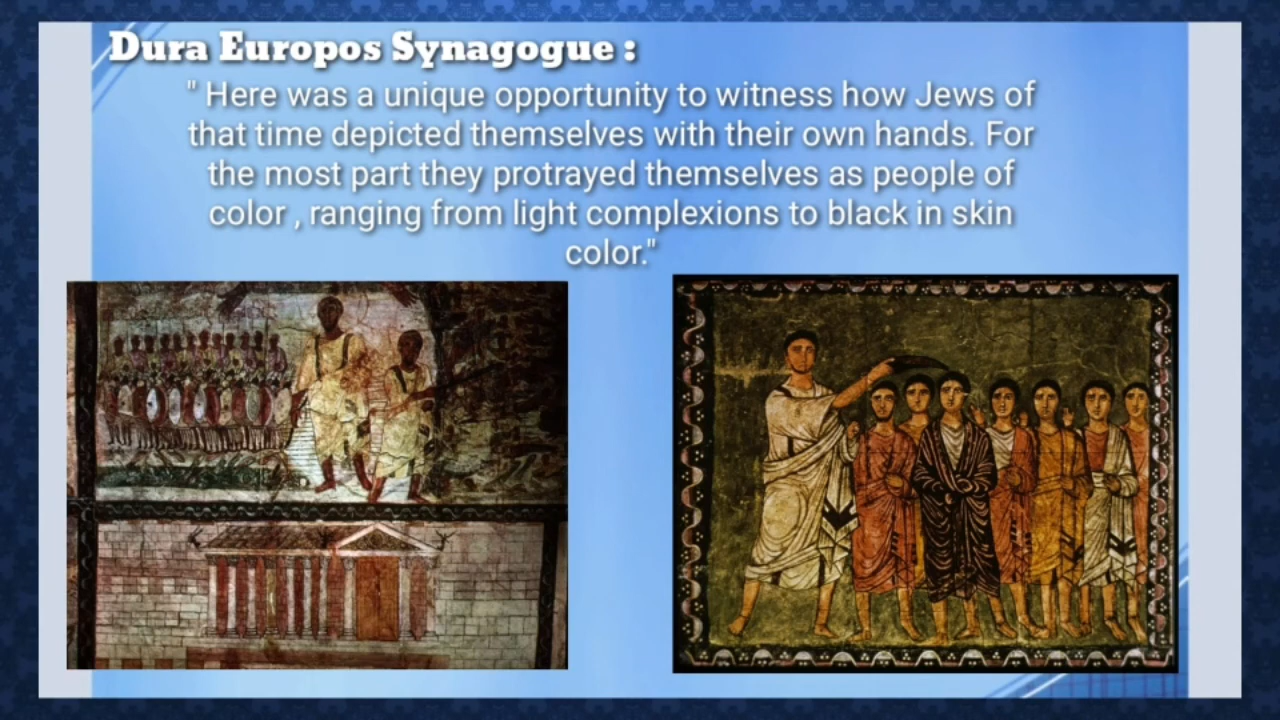 Dura Europos Synagogue :
" Here was a unique opportunity to witness how Jews of
that time depicted themselves with their own hands. For
the most part they protrayed themselves as people of
color , ranging from light complexions to black in skin
color."